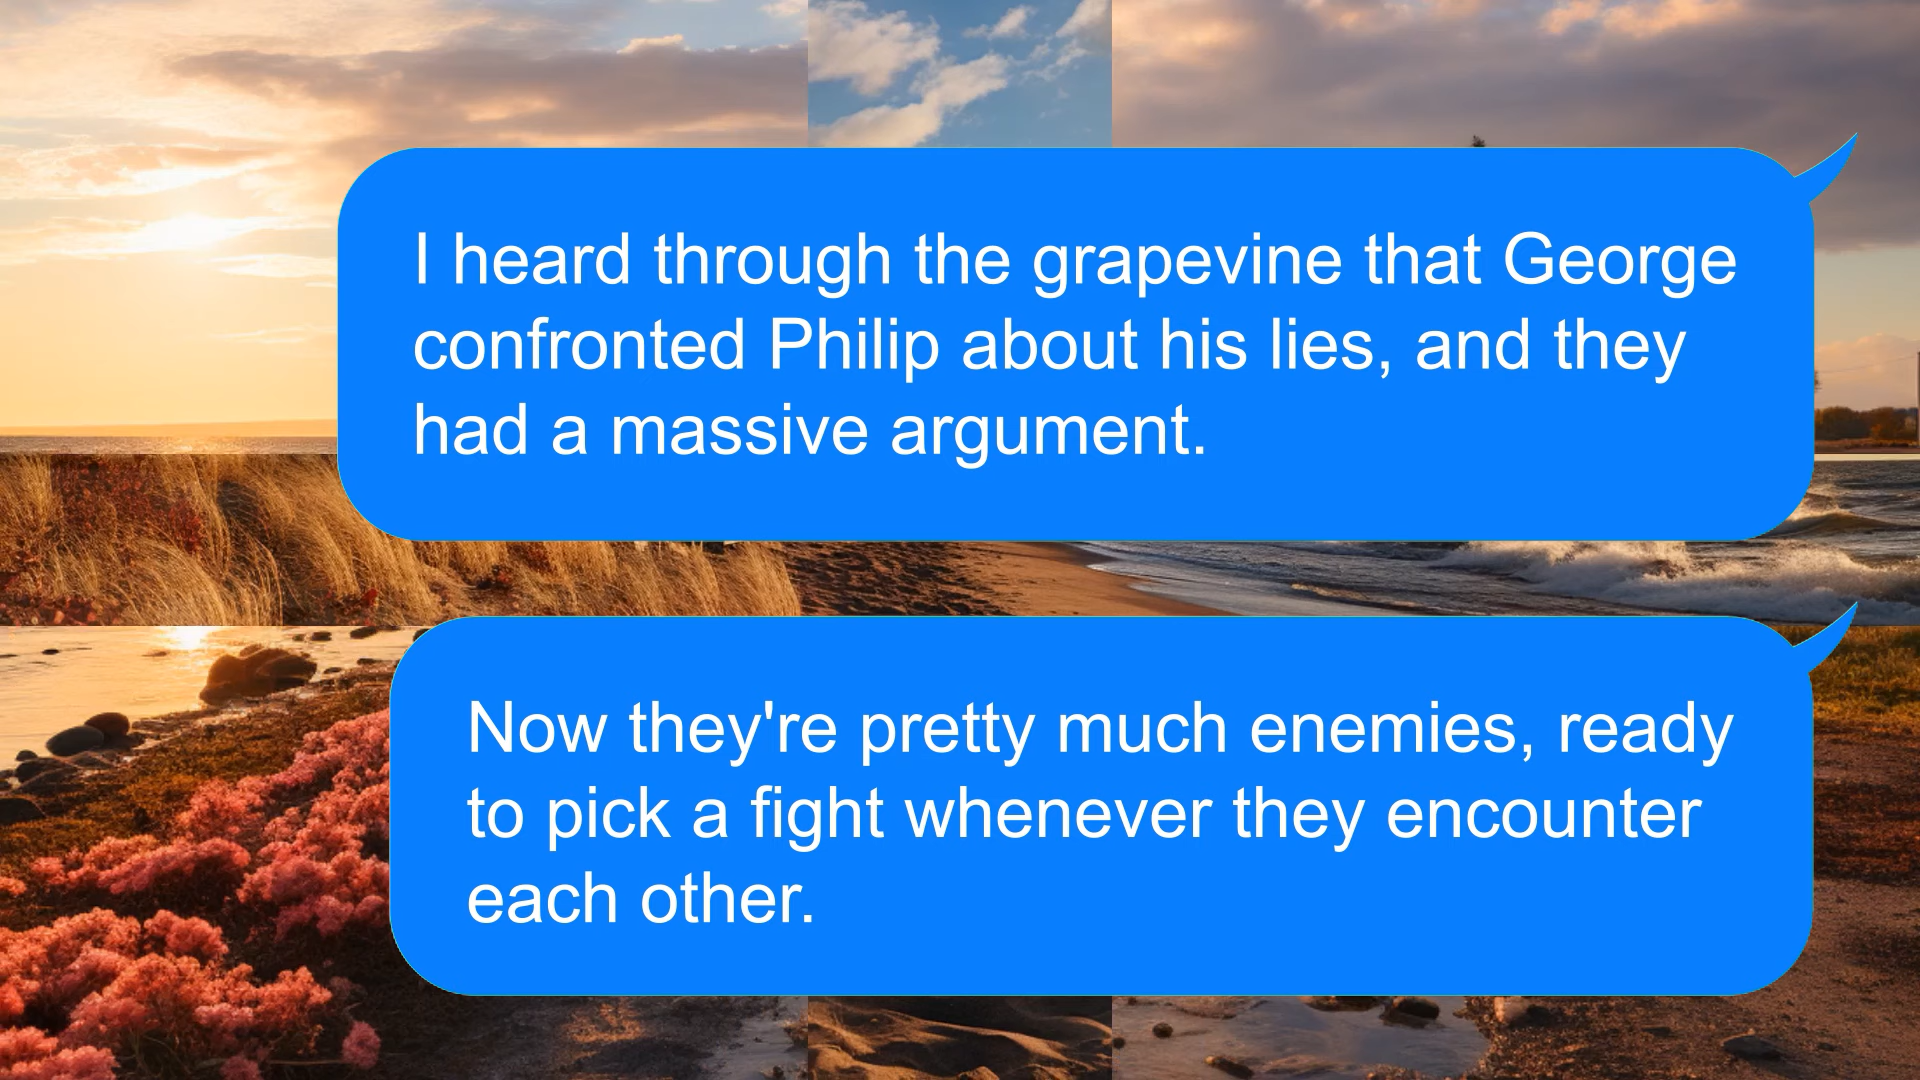 I heard through the grapevine that George
confronted Philip about his lies, and they
had a massive argument.
Now they're pretty much enemies, ready
to pick a fight whenever they encounter
each other.